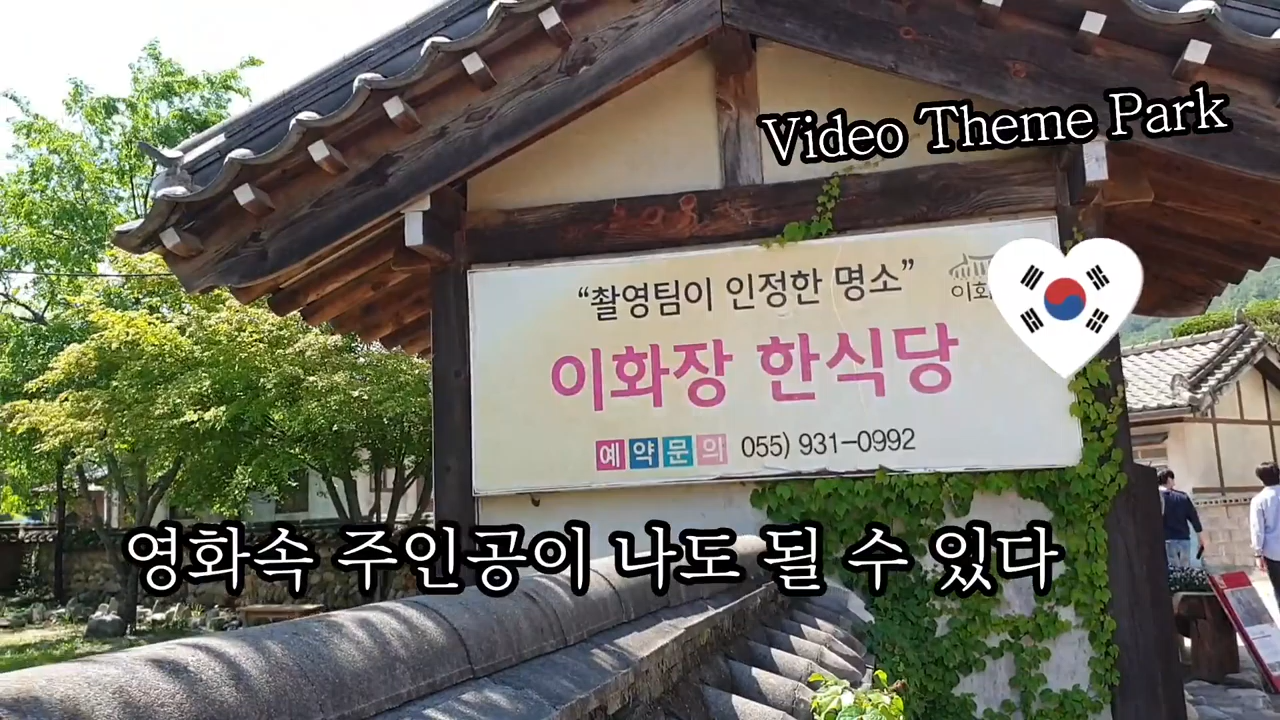 Video Theme Park
“촬영팀이 인정한 명소”
이화
이화장 한식당
예약문의 055) 931-0992
영화속 주인공이 나도 될 수 있다